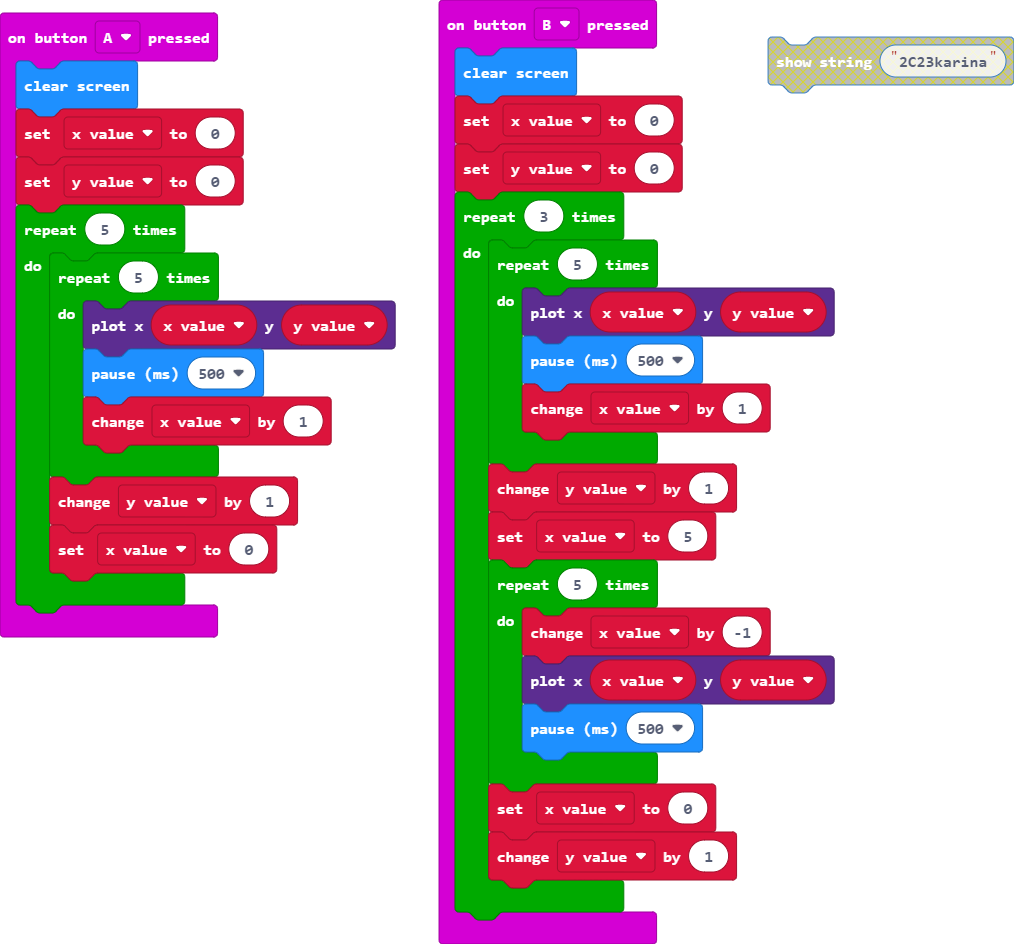 on button A pressed
clear screen
set x value to 0
set y value to 0
repeat 5 times
do
repeat 5 times
do
plot x x value y y value
pause (ms) 500
change x value by 1
change y value by 1
set x value to 0
on button B pressed
clear screen
set x value to 0
set y value to 0
repeat 3 times
do
repeat 5 times
do
plot x x value y y value
pause (ms) 500
change x value by 1
change y value by 1
set x value to 5
repeat 5 times
do
change x value by -1
plot x x value y y value
pause (ms) 500
set x value to 0
change y value by 1
show string "2C23karina"